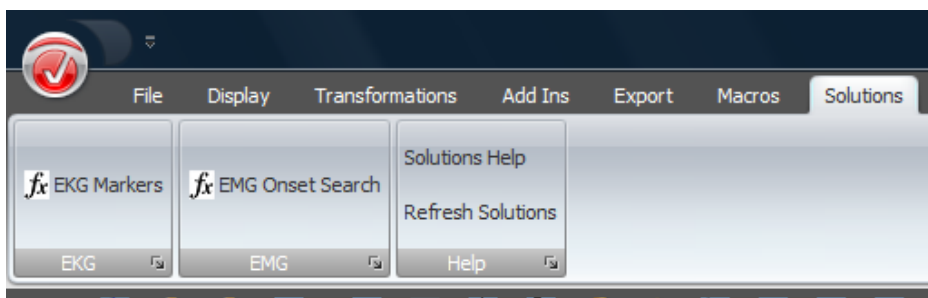 File Display Transformations Add Ins Export Macros Solutions
fx EKG Markers
fx EMG Onset Search
Solutions Help
Refresh Solutions
EKG EMG Help